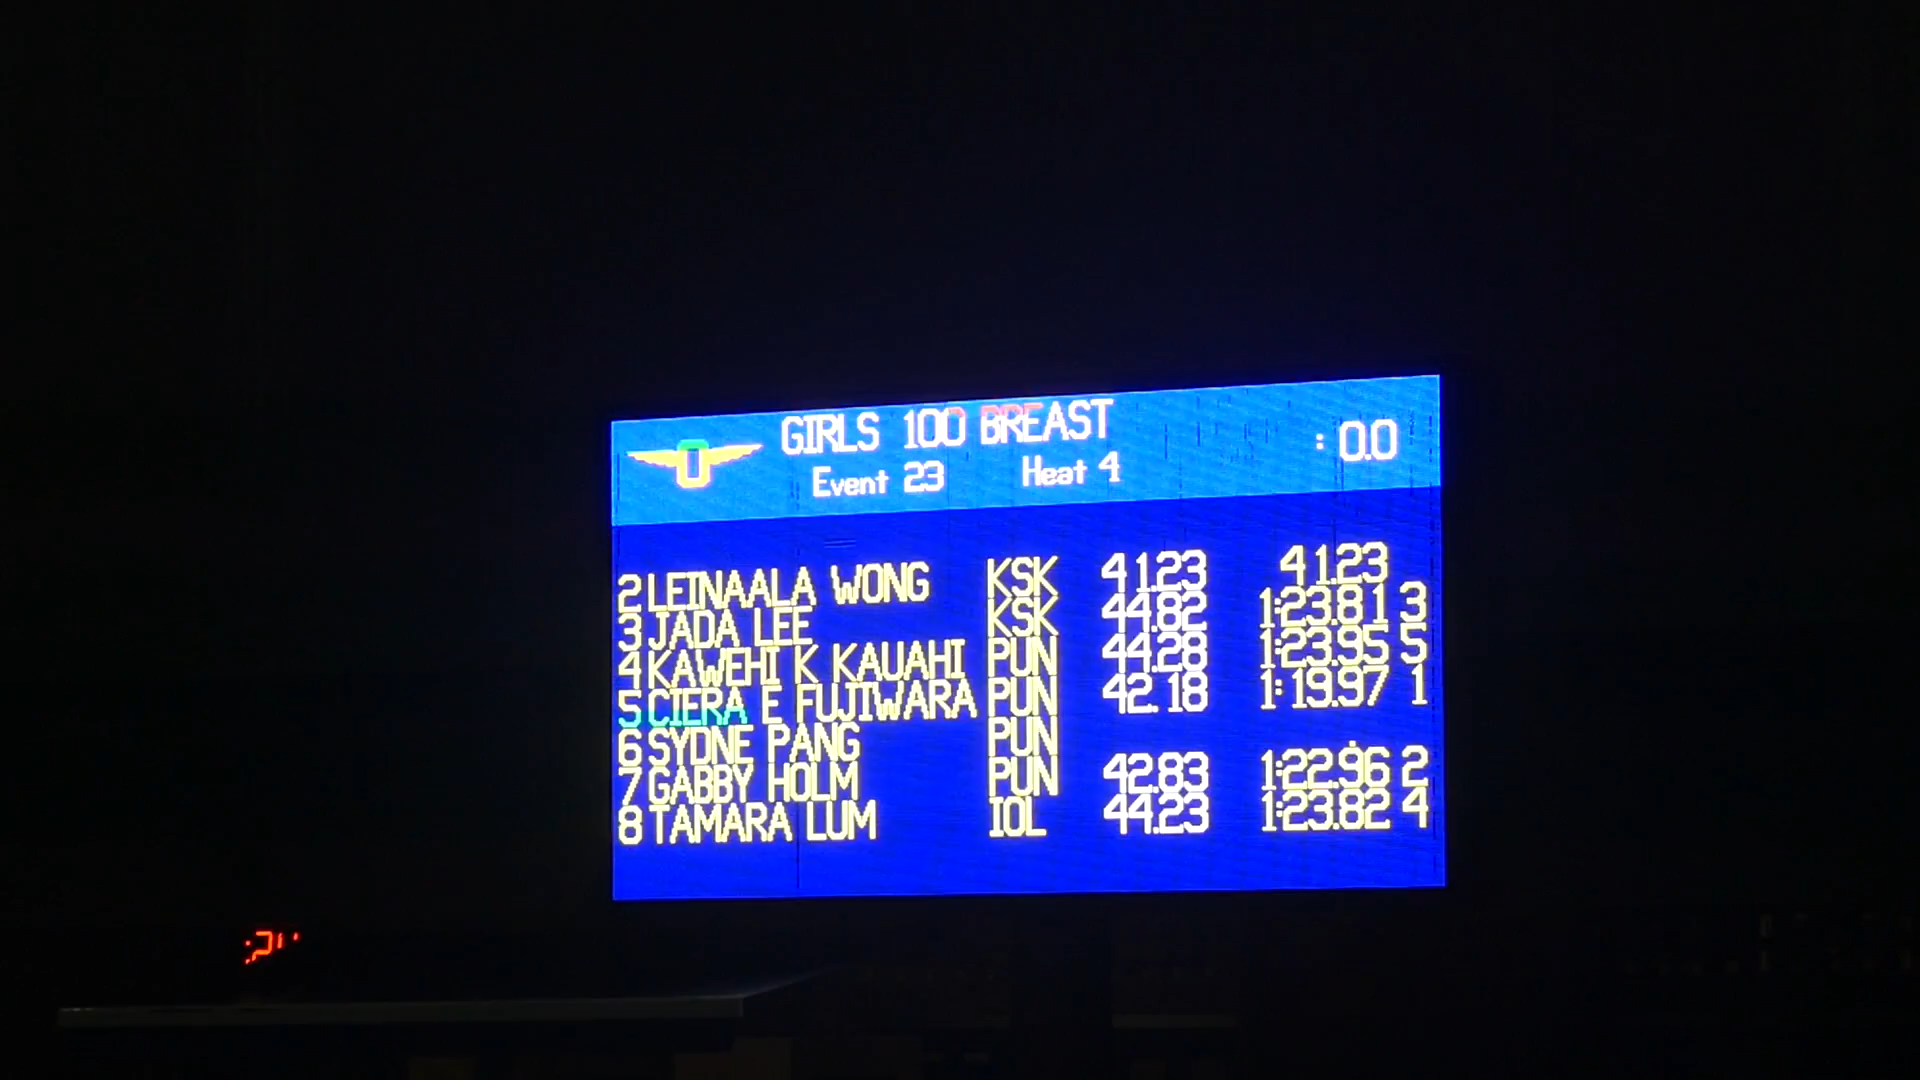 GIRLS 100 BREAST
Event 23 Heat 4 :0.0
2 LEINAALA WONG KSK 41.23 41.23
3 JADA LEE KSK 44.82 1:23.81 3
4 KAWEHI K KAUAHI PUN 44.28 1:23.95 5
5 CIERA E FUJIWARA PUN 42.18 1:19.97 1
6 SYDNE PANG PUN
7 GABBY HOLM PUN 42.83 1:22.96 2
8 TAMARA LUM IOL 44.23 1:23.82 4